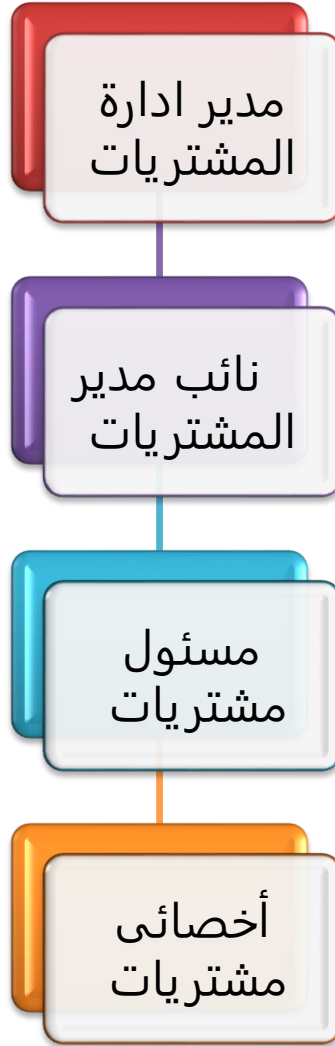 مدير ادارة
المشتريات
نائب مدير
المشتريات
مسئول
مشتريات
أخصائى
مشتريات